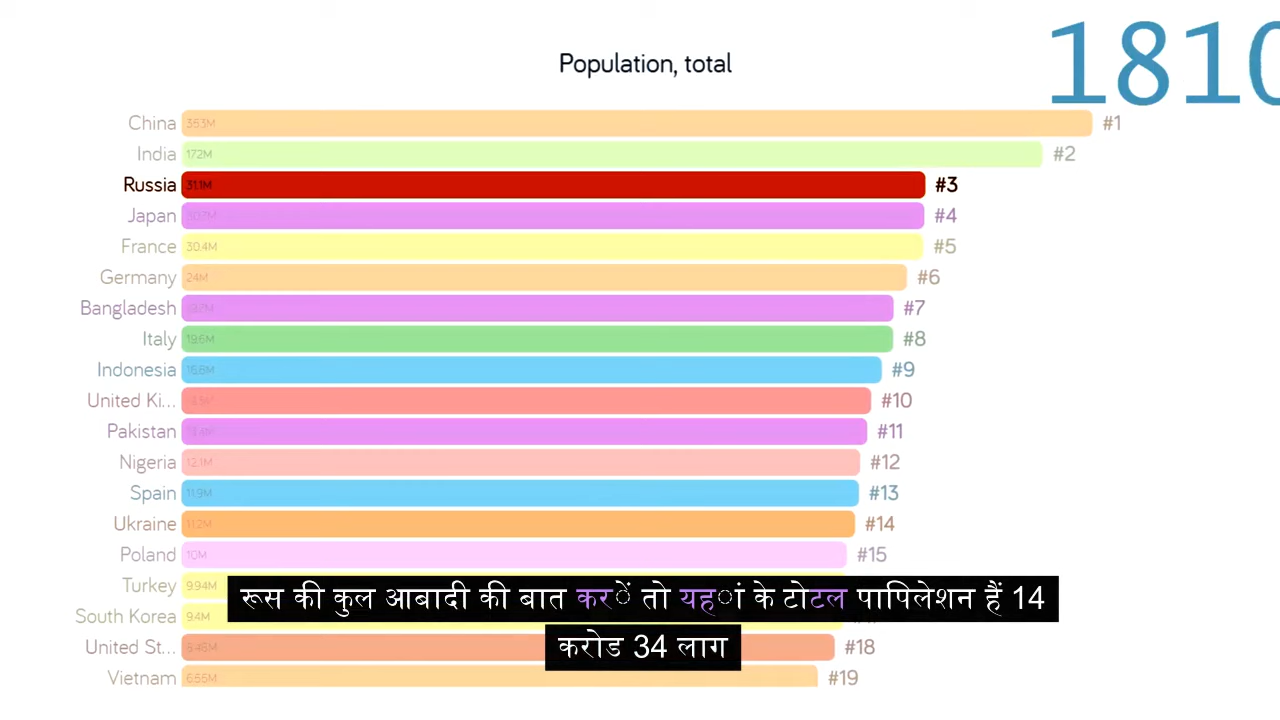 1810
Population, total
China 353M #1
India 172M #2
Russia 31.1M #3
Japan #4
France 30.4M #5
Germany 24M #6
Bangladesh #7
Italy 19.6M #8
Indonesia 16.6M #9
United Ki... #10
Pakistan #11
Nigeria 12.1M #12
Spain 11.9M #13
Ukraine 11.2M #14
Poland 10M #15
Turkey 9.94M
रूस की कुल आबादी की बात करें तो यहां के टोटल पापिलेशन हैं 14
South Korea 9.4M
करोड 34 लाग
United St... #18
Vietnam 6.55M #19